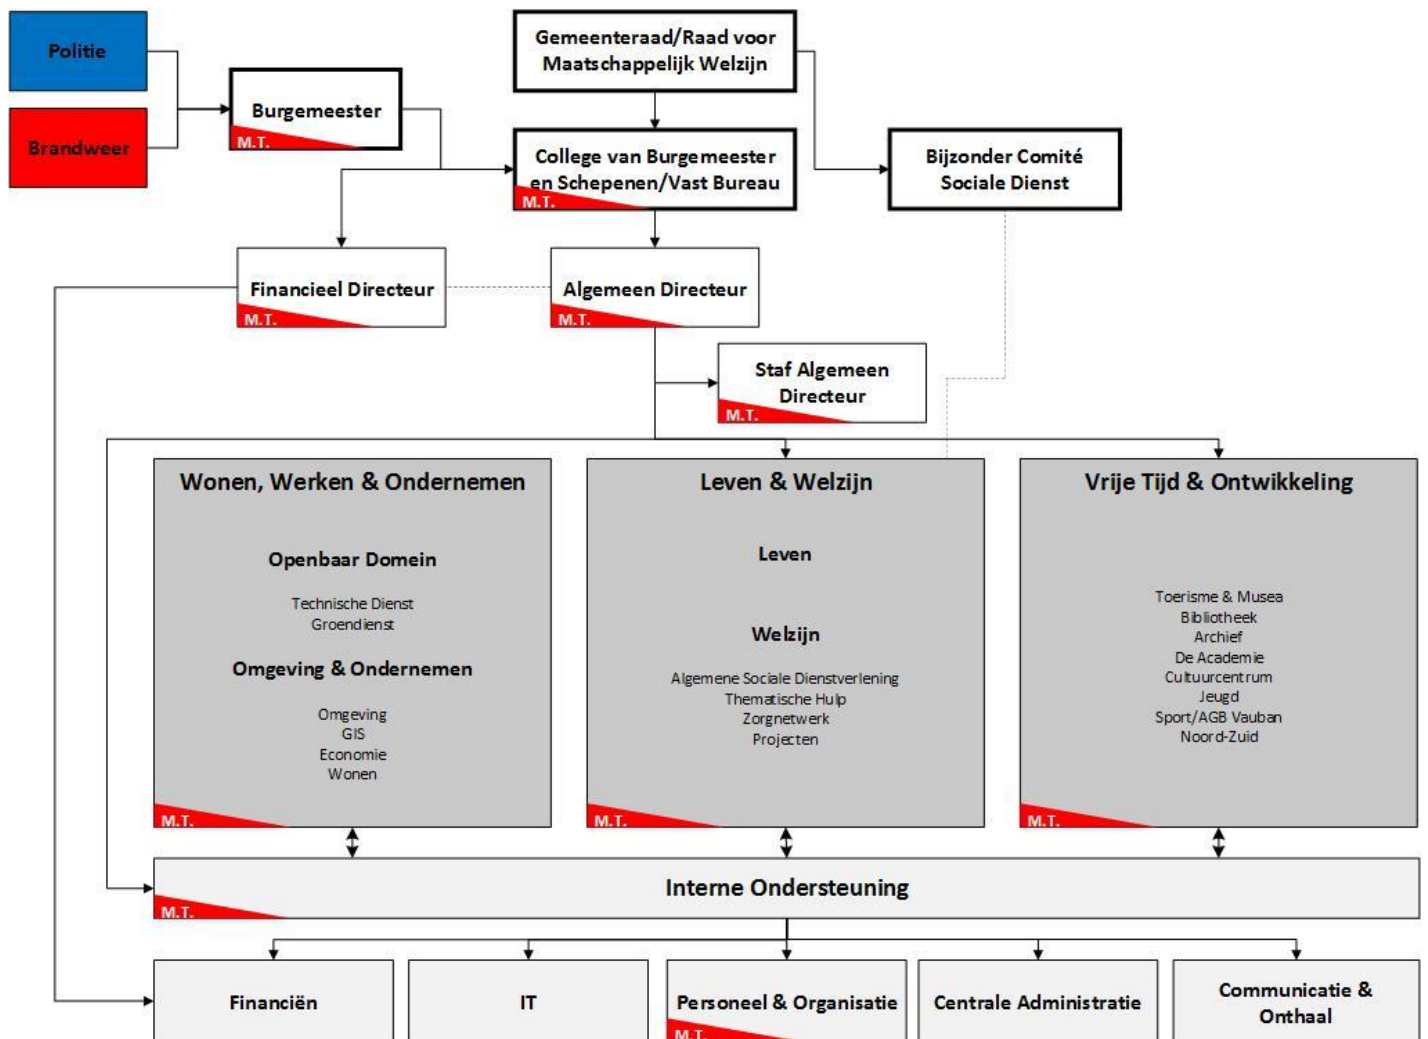 Politie
Brandweer
Burgemeester
M.T.
Gemeenteraad/Raad voor
Maatschappelijk Welzijn
College van Burgemeester
en Schepenen/Vast Bureau
M.T.
Bijzonder Comité
Sociale Dienst
Financieel Directeur
M.T.
Algemeen Directeur
M.T.
Staf Algemeen
Directeur
M.T.
Wonen, Werken & Ondernemen
Openbaar Domein
Technische Dienst
Groendienst
Omgeving & Ondernemen
Omgeving
GIS
Economie
Wonen
M.T.
Leven & Welzijn
Leven
Welzijn
Algemene Sociale Dienstverlening
Thematische Hulp
Zorgnetwerk
Projecten
M.T.
Vrije Tijd & Ontwikkeling
Toerisme & Musea
Bibliotheek
Archief
De Academie
Cultuurcentrum
Jeugd
Sport/AGB Vauban
Noord-Zuid
M.T.
Interne Ondersteuning
M.T.
Financiën
IT
Personeel & Organisatie
M.T.
Centrale Administratie
Communicatie &
Onthaal